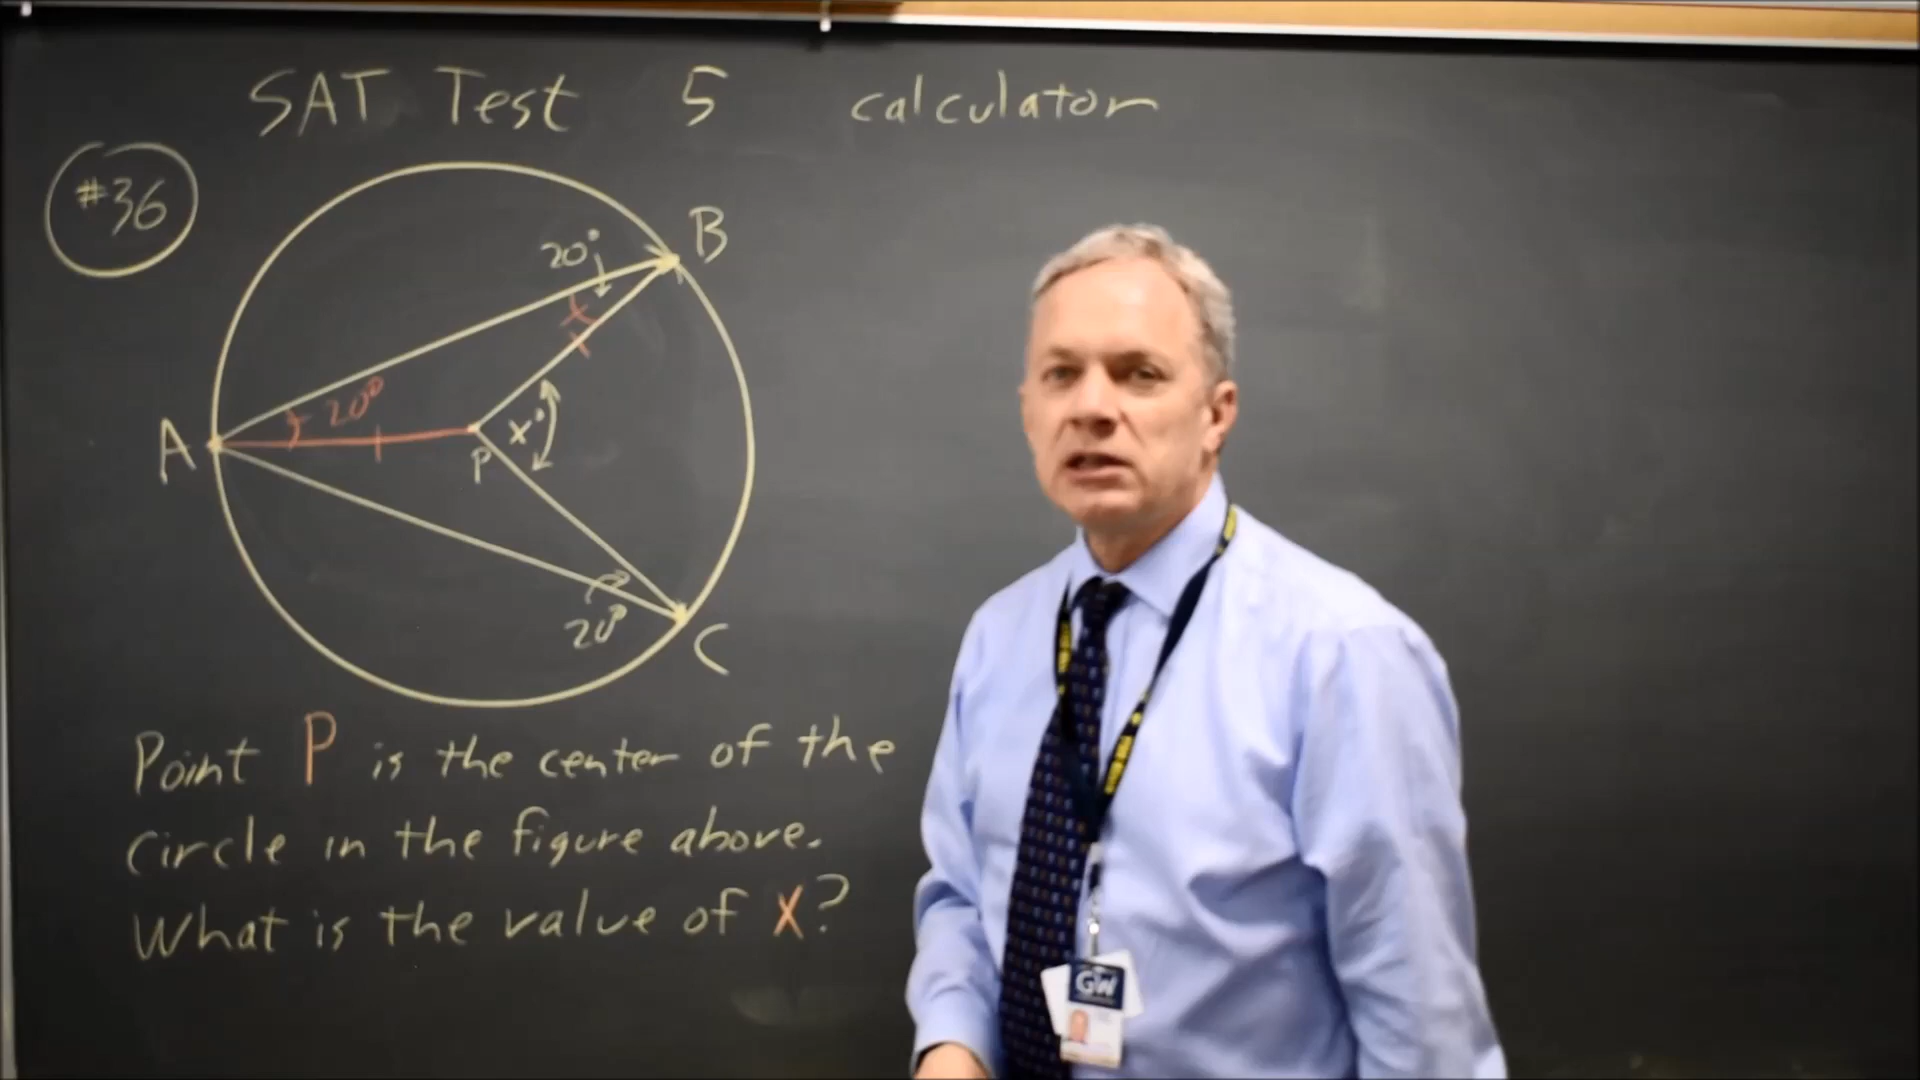 SAT Test 5 calculator
#36
B
20°
20°
A
x°
P
20°
C
Point P is the center of the
circle in the figure above.
What is the value of X?
GW